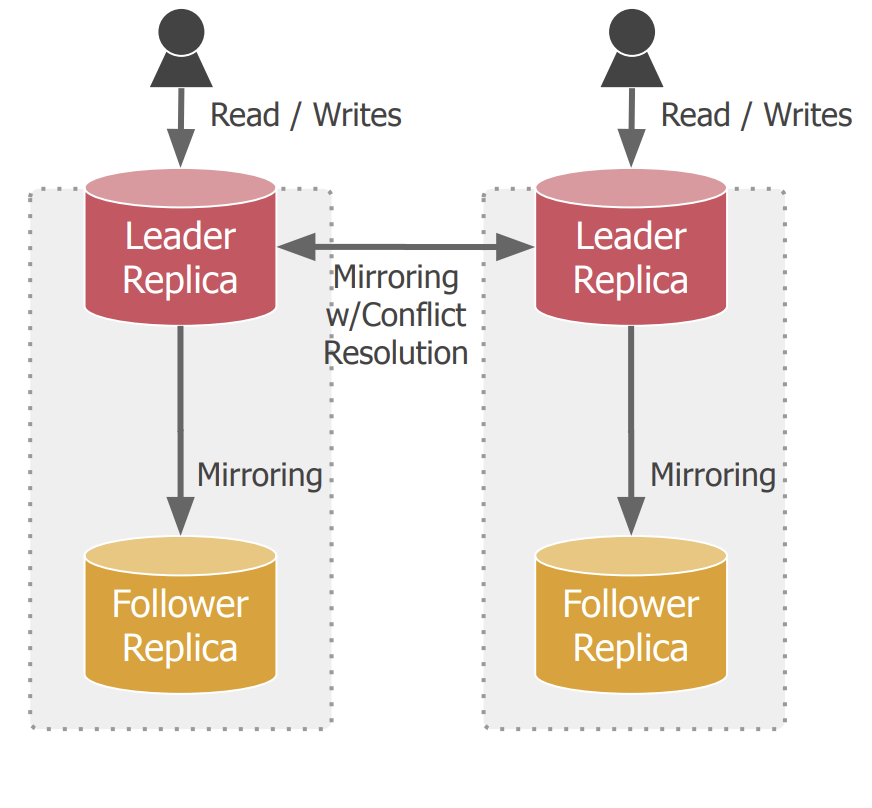 Read / Writes
Read / Writes
Leader
Replica
Leader
Replica
Mirroring
w/Conflict
Resolution
Mirroring
Mirroring
Follower
Replica
Follower
Replica